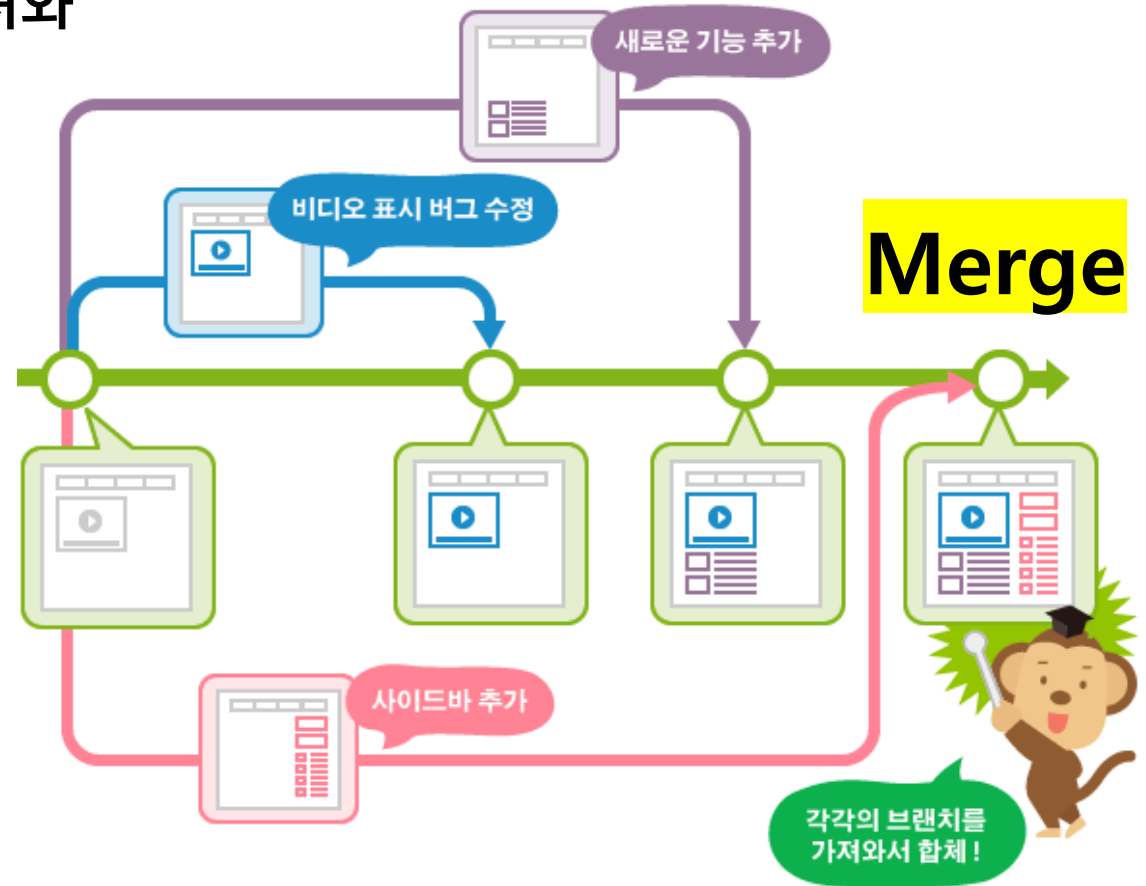 새로운 기능 추가
비디오 표시 버그 수정
Merge
사이드바 추가
각각의 브랜치를
가져와서 합체 !